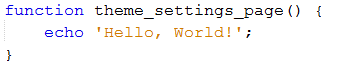 function theme_settings_page() {
    echo 'Hello, World!';
}